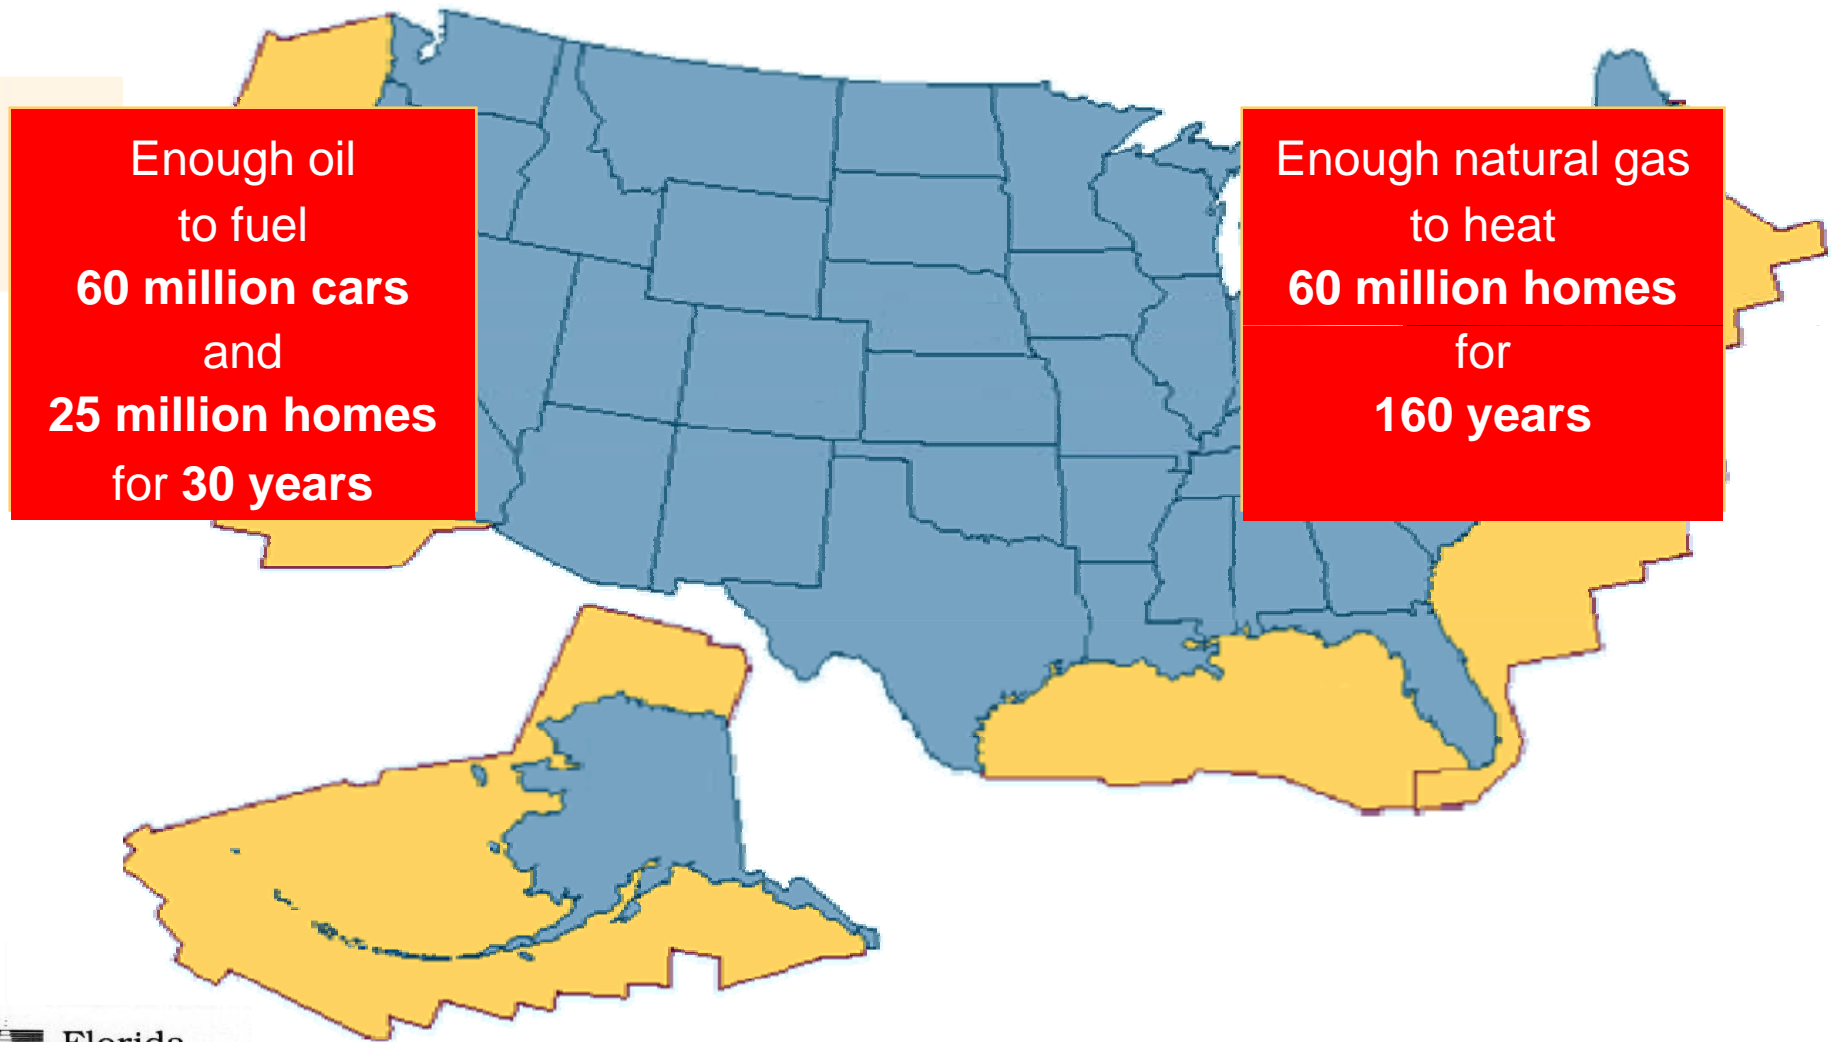 Enough oil
to fuel
60 million cars
and
25 million homes
for 30 years
Enough natural gas
to heat
60 million homes
for
160 years
Florida